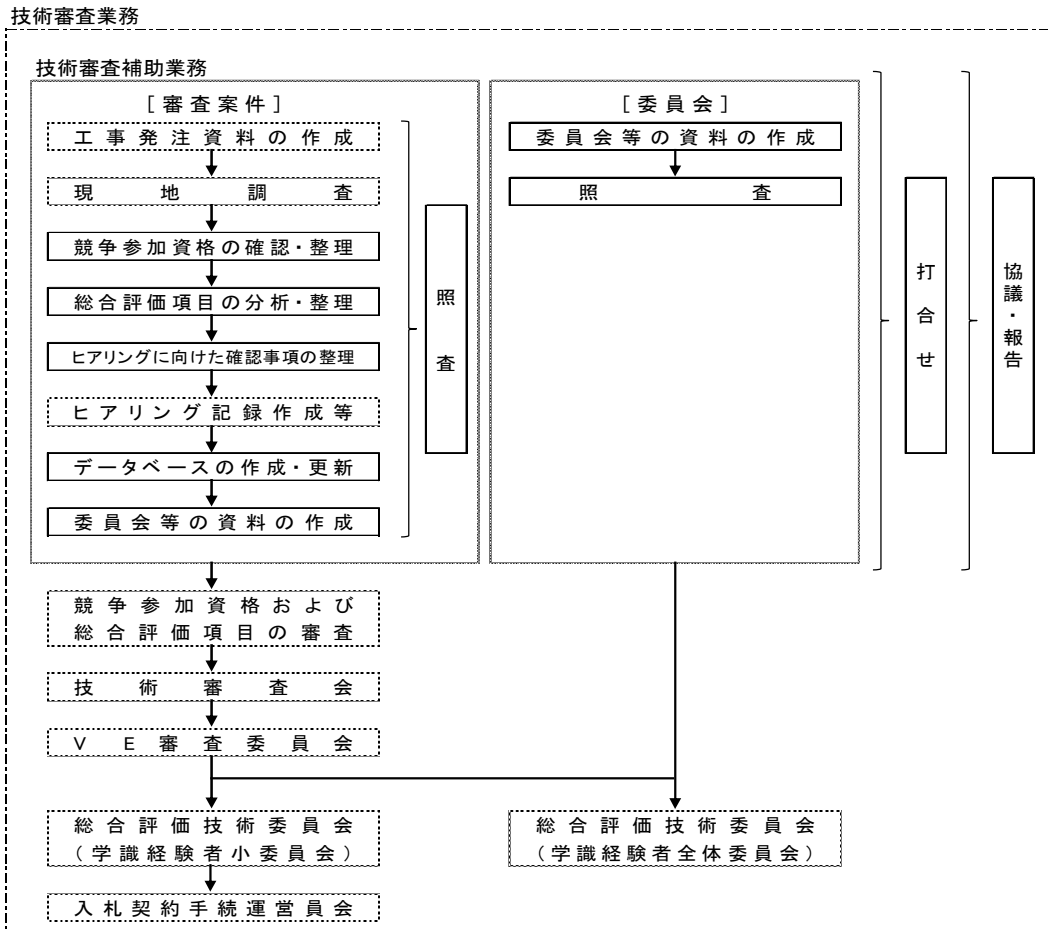 技術審査業務
技術審査補助業務
[審査案件]
工事発注資料の作成
現地調査
競争参加資格の確認・整理
総合評価項目の分析・整理
ヒアリングに向けた確認事項の整理
ヒアリング記録作成等
データベースの作成・更新
委員会等の資料の作成
照査
[委員会]
委員会等の資料の作成
照査
打合せ
協議・報告
競争参加資格および
総合評価項目の審査
技術審査会
VE審査委員会
総合評価技術委員会
(学識経験者小委員会)
総合評価技術委員会
(学識経験者全体委員会)
入札契約手続運営員会